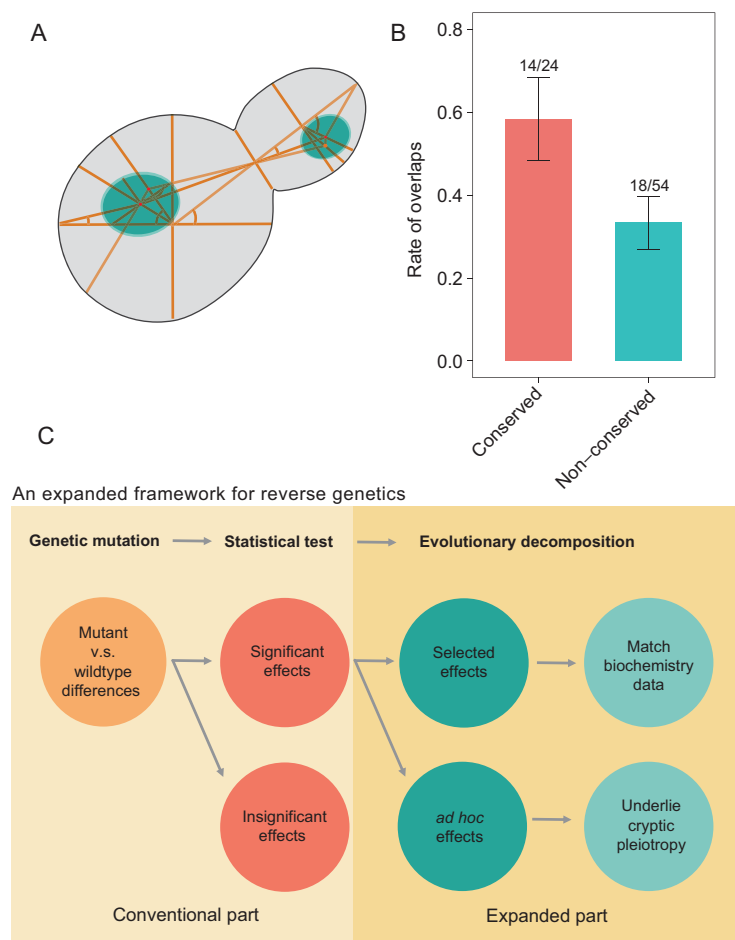 A
B
0.8
0.6
0.4
0.2
0.0
Rate of overlaps
14/24
18/54
Conserved
Non–conserved
C
An expanded framework for reverse genetics
Genetic mutation
Statistical test
Evolutionary decomposition
Mutant
v.s.
wildtype
differences
Significant
effects
Selected
effects
Match
biochemistry
data
Insignificant
effects
ad hoc
effects
Underlie
cryptic
pleiotropy
Conventional part
Expanded part